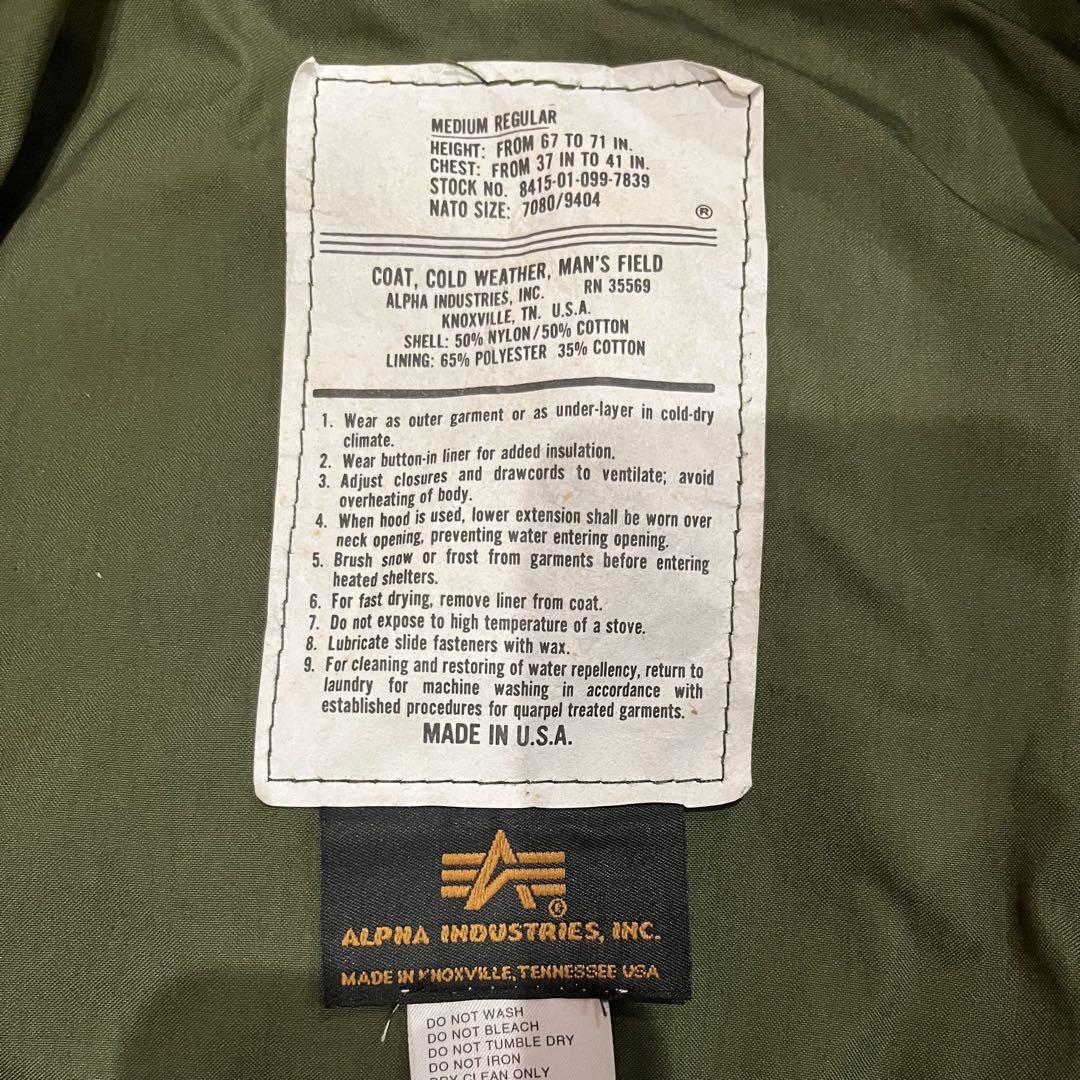 MEDIUM REGULAR
HEIGHT: FROM 67 TO 71 IN.
CHEST: FROM 37 IN TO 41 IN.
STOCK NO. 8415-01-099-7839
NATO SIZE: 7080/9404
®
COAT, COLD WEATHER, MAN'S FIELD
ALPHA INDUSTRIES, INC. RN 35569
KNOXVILLE, TN. U.S.A.
SHELL: 50% NYLON/50% COTTON
LINING: 65% POLYESTER 35% COTTON
1. Wear as outer garment or as under-layer in cold-dry
climate.
2. Wear button-in liner for added insulation.
3. Adjust closures and drawcords to ventilate; avoid
overheating of body.
4. When hood is used, lower extension shall be worn over
neck opening, preventing water entering opening.
5. Brush snow or frost from garments before entering
heated shelters.
6. For fast drying, remove liner from coat.
7. Do not expose to high temperature of a stove.
8. Lubricate slide fasteners with wax.
9. For cleaning and restoring of water repellency, return to
laundry for machine washing in accordance with
established procedures for quarpel treated garments.
MADE IN U.S.A.
®
ALPHA INDUSTRIES, INC.
MADE IN KNOXVILLE, TENNESSEE USA
DO NOT WASH
DO NOT BLEACH
DO NOT TUMBLE DRY
DO NOT IRON
DRY CLEAN ONLY